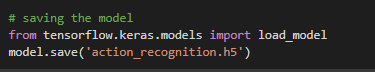 # saving the model
from tensorflow.keras.models import load_model
model.save('action_recognition.h5')